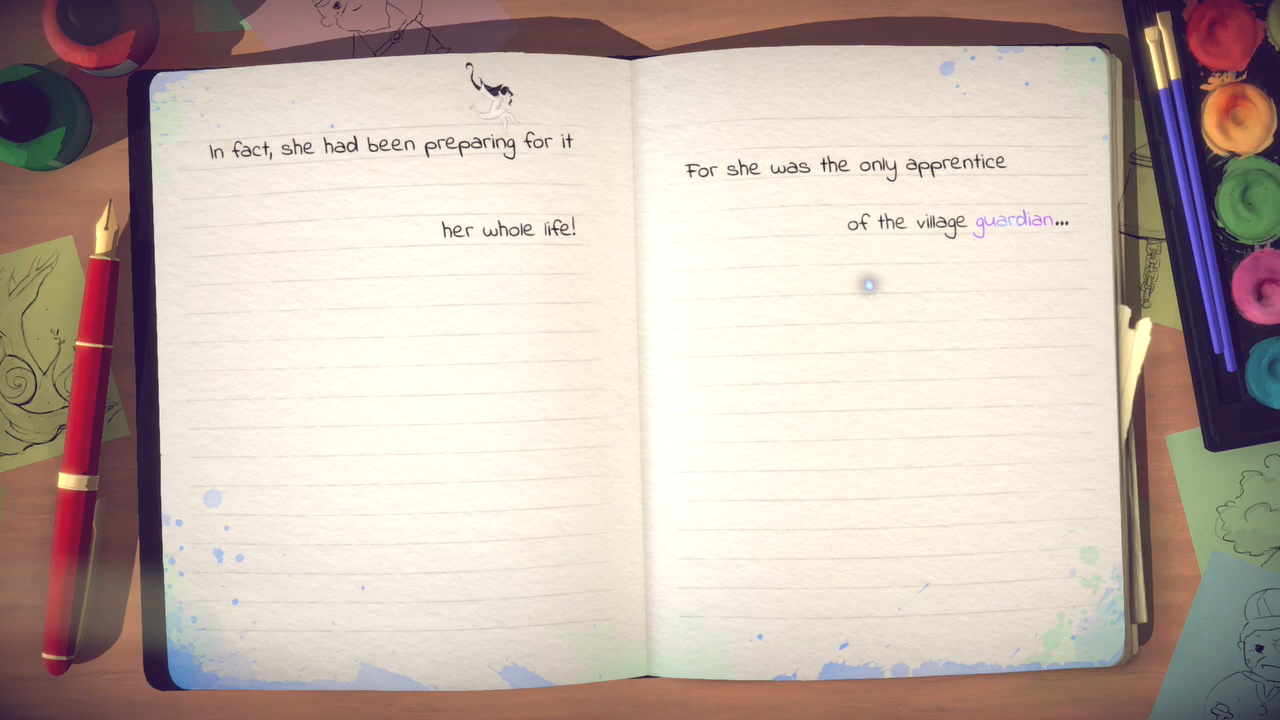 In fact, she had been preparing for it
her whole life!
For she was the only apprentice
of the village guardian...